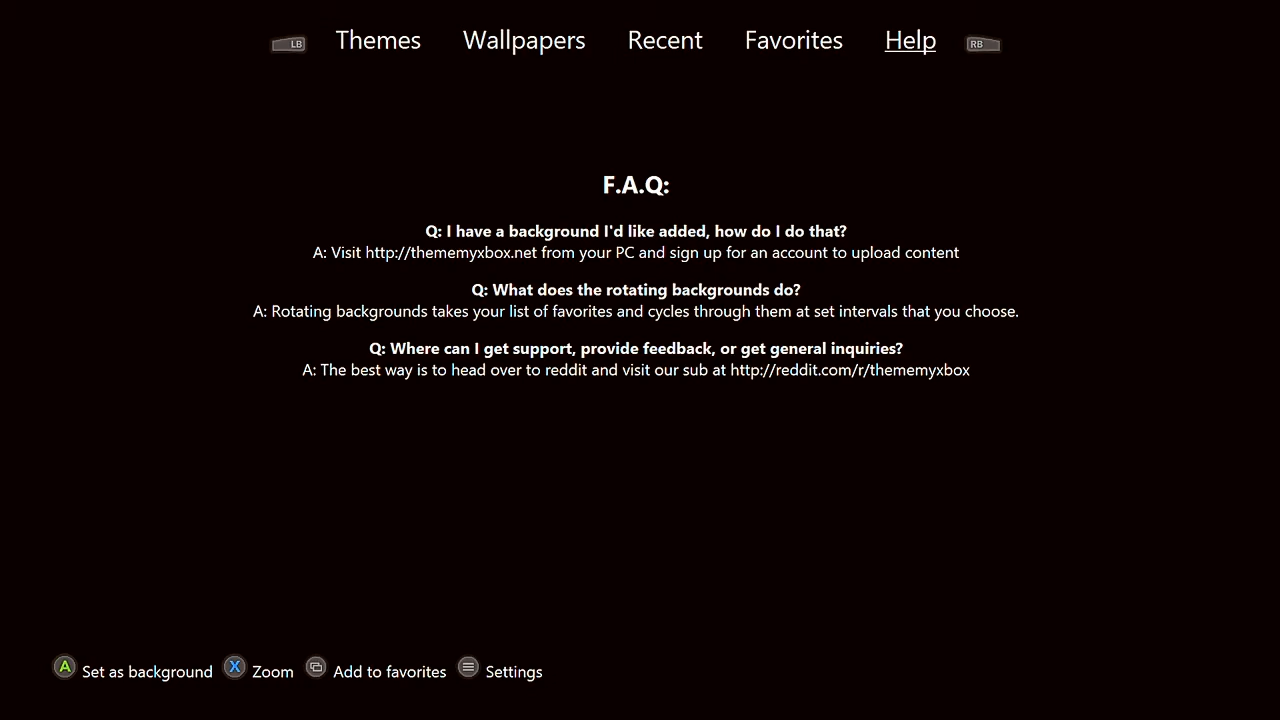 LB Themes Wallpapers Recent Favorites Help RB
F.A.Q:
Q: I have a background I'd like added, how do I do that?
A: Visit http://thememyxbox.net from your PC and sign up for an account to upload content
Q: What does the rotating backgrounds do?
A: Rotating backgrounds takes your list of favorites and cycles through them at set intervals that you choose.
Q: Where can I get support, provide feedback, or get general inquiries?
A: The best way is to head over to reddit and visit our sub at http://reddit.com/r/thememyxbox
A Set as background X Zoom Add to favorites Settings